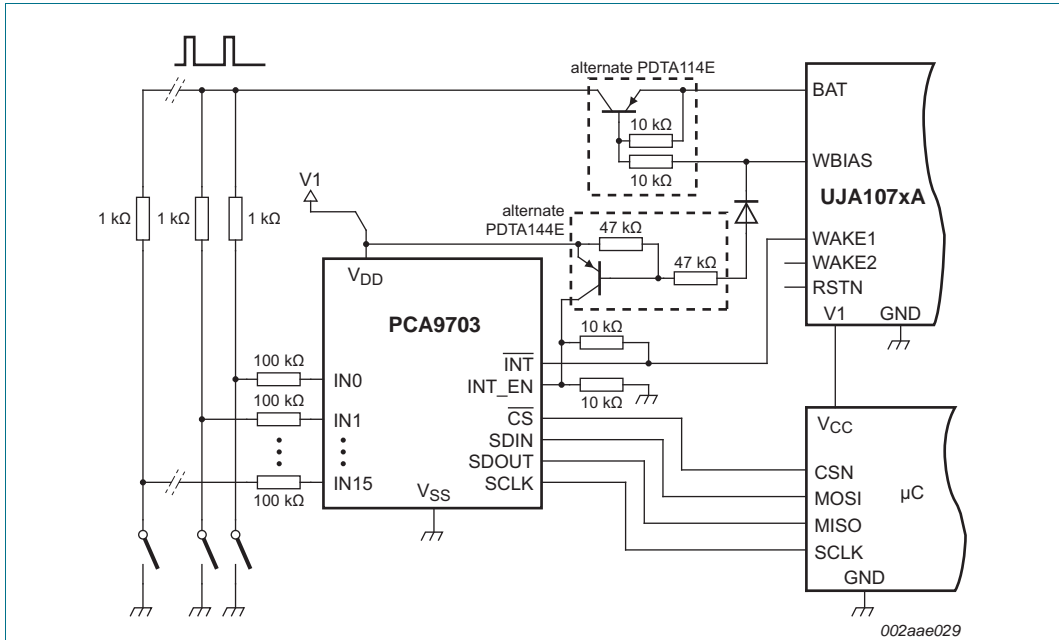 alternate PDTA114E
BAT
10 kΩ
10 kΩ
WBIAS
V1
UJA107xA
1 kΩ
1 kΩ
1 kΩ
alternate
PDTA144E
47 kΩ
47 kΩ
WAKE1
WAKE2
RSTN
V1
GND
VDD
PCA9703
10 kΩ
INT
INT_EN
10 kΩ
100 kΩ
IN0
100 kΩ
IN1
100 kΩ
IN15
CS
SDIN
SDOUT
SCLK
VSS
VCC
CSN
MOSI
MISO
SCLK
µC
GND
002aae029